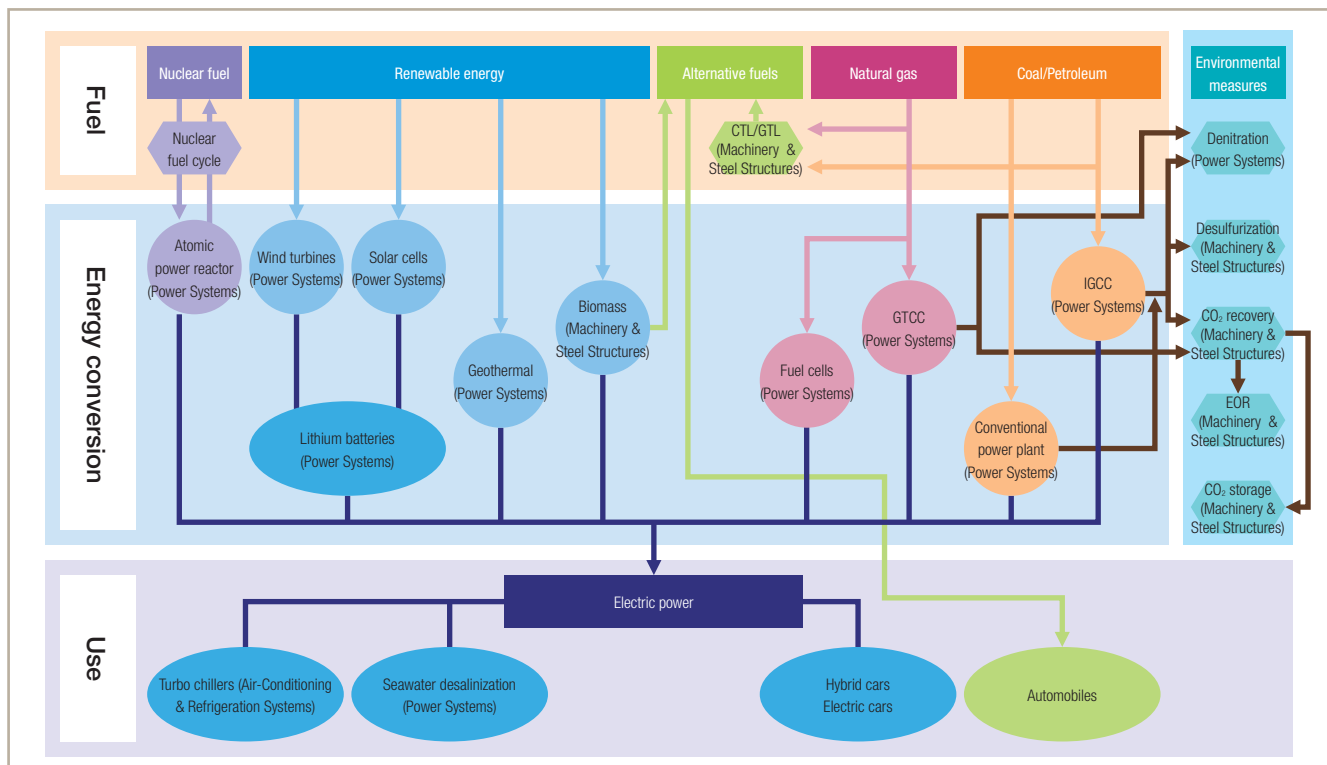 Fuel
Nuclear fuel
Renewable energy
Alternative fuels
Natural gas
Coal/Petroleum
Environmental
measures
Nuclear
fuel cycle
CTL/GTL
(Machinery &
Steel Structures)
Denitration
(Power Systems)
Energy conversion
Atomic
power reactor
(Power Systems)
Wind turbines
(Power Systems)
Solar cells
(Power Systems)
Geothermal
(Power Systems)
Biomass
(Machinery &
Steel Structures)
Lithium batteries
(Power Systems)
Fuel cells
(Power Systems)
GTCC
(Power Systems)
Conventional
power plant
(Power Systems)
IGCC
(Power Systems)
Desulfurization
(Machinery &
Steel Structures)
CO₂ recovery
(Machinery &
Steel Structures)
EOR
(Machinery &
Steel Structures)
CO₂ storage
(Machinery &
Steel Structures)
Use
Electric power
Turbo chillers (Air-Conditioning
& Refrigeration Systems)
Seawater desalinization
(Power Systems)
Hybrid cars
Electric cars
Automobiles